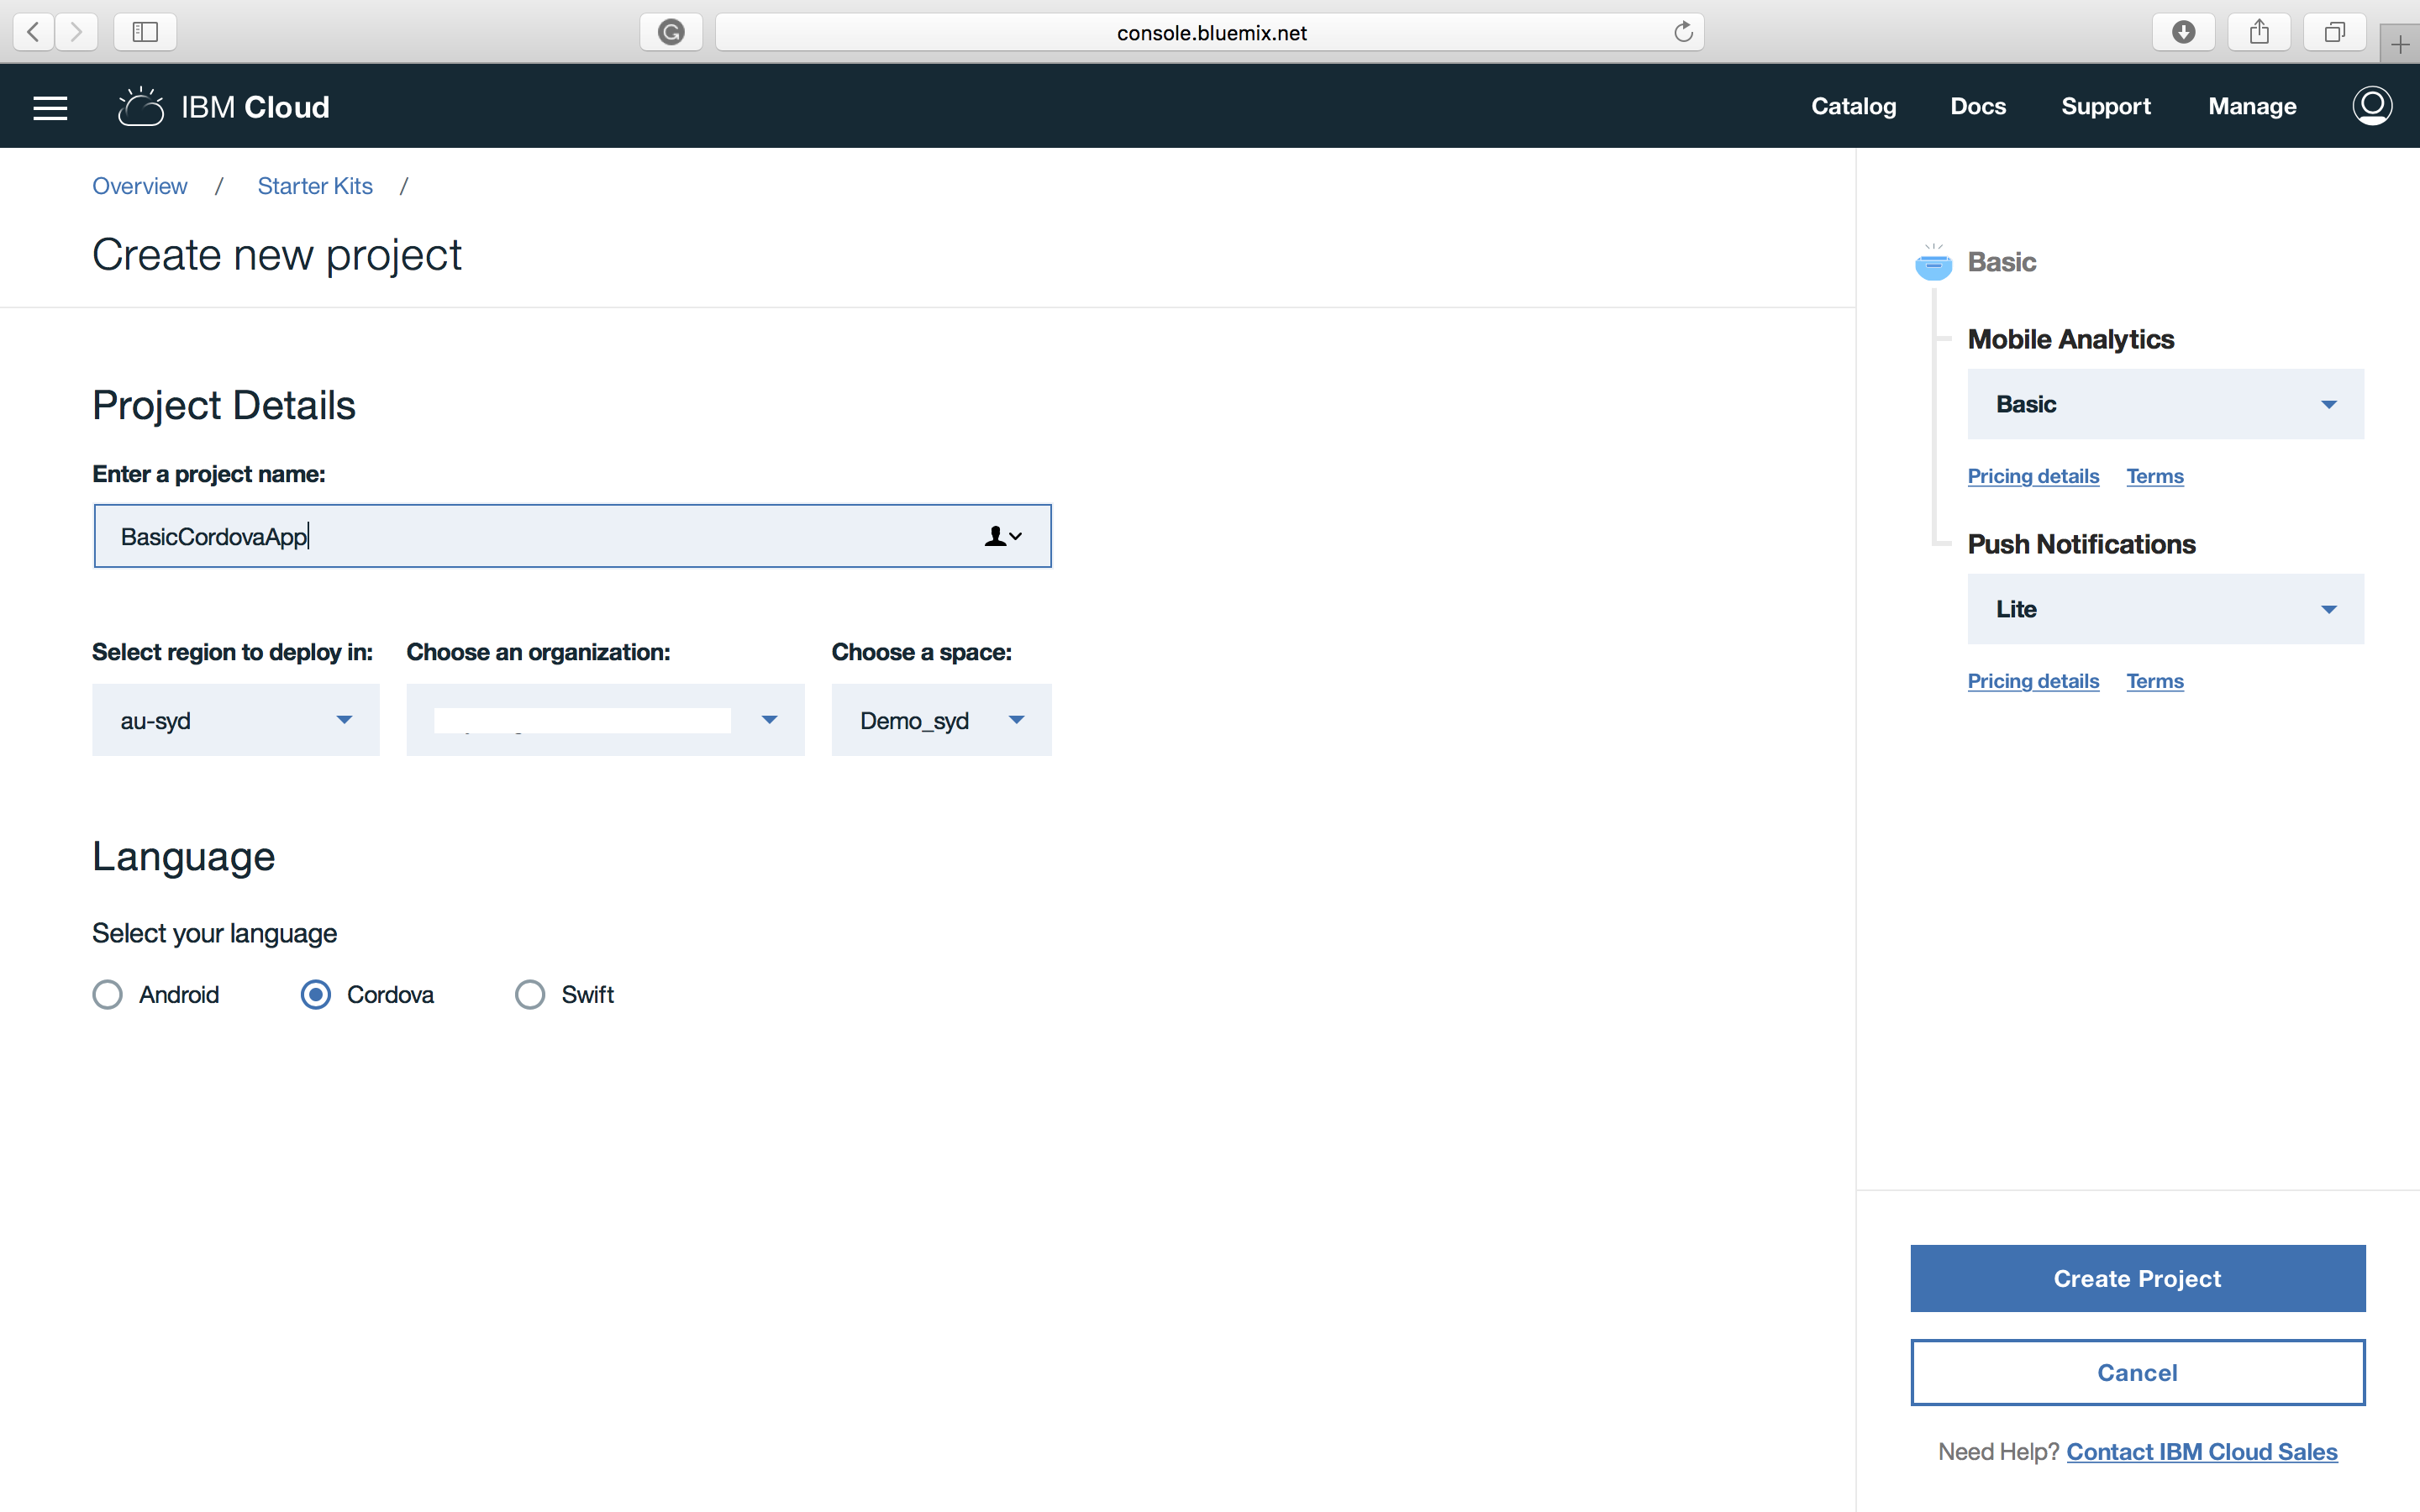 console.bluemix.net
IBM Cloud
Catalog Docs Support Manage
Overview / Starter Kits /
Create new project
Project Details
Enter a project name:
BasicCordovaApp
Select region to deploy in: Choose an organization: Choose a space:
au-syd Demo_syd
Language
Select your language
Android Cordova Swift
Basic
Mobile Analytics
Basic
Pricing details Terms
Push Notifications
Lite
Pricing details Terms
Create Project
Cancel
Need Help? Contact IBM Cloud Sales